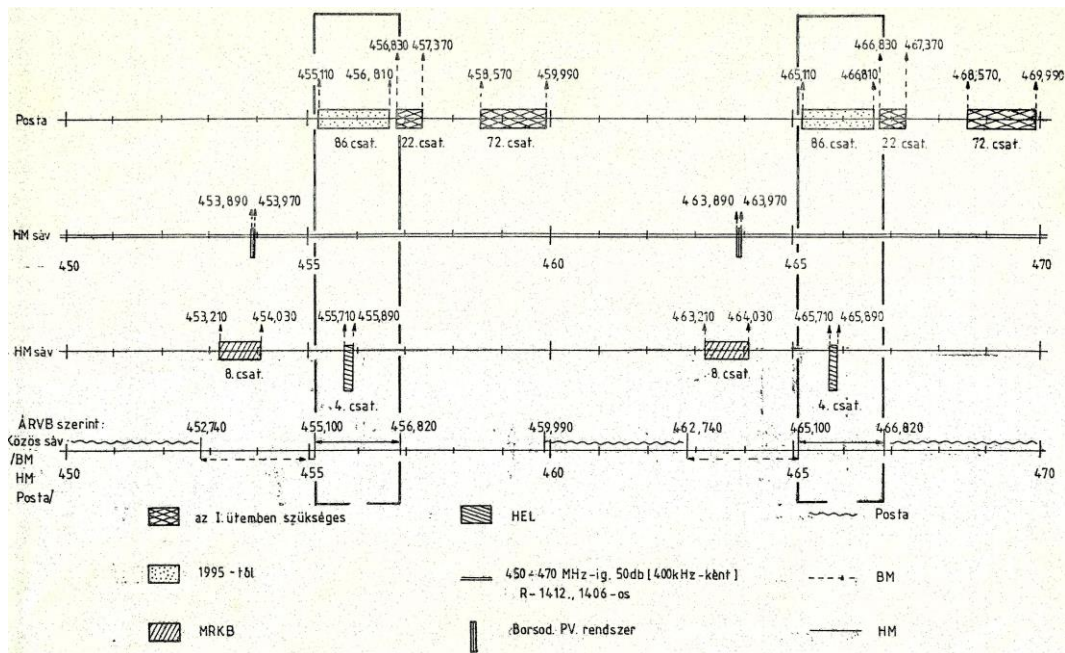 456,830 457,370 466,830 467,370
455,110 456,810 458,570 459,990 465,110 466,810 468,570, 469,990
Posta
86.csat. 22.csat. 72.csat. 86.csat. 22 csat. 72.csat.
453,890 453,970 463,890 463,970
HM sáv
450 455 460 465 470
453,210 454,030 455,710 455,890 463,210 464,030 465,710 465,890
HM sáv
8.csat. 8.csat.
4. csat. 4. csat.
ÁRVB szerint:
Közös sáv 452,740 455,100 456,820 459,990 462,740 465,100 466,820
/BM 450 455 460 465 470
HM
Posta/
az I. ütemben szükséges HEL Posta
1995 -től 450÷470 MHz-ig. 50db [400kHz-ként] BM
R-1412., 1406-os
MRKB Borsod. PV. rendszer HM